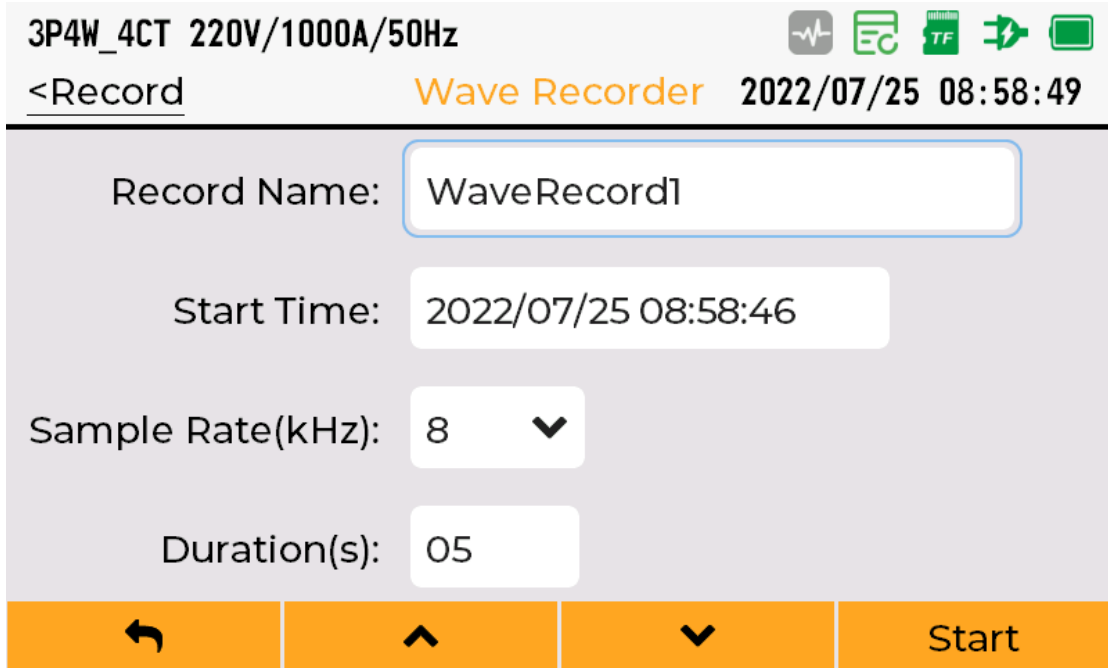 3P4W_4CT 220V/1000A/50Hz TF
<Record Wave Recorder 2022/07/25 08:58:49
Record Name: WaveRecord1
Start Time: 2022/07/25 08:58:46
Sample Rate(kHz): 8
Duration(s): 05
Start